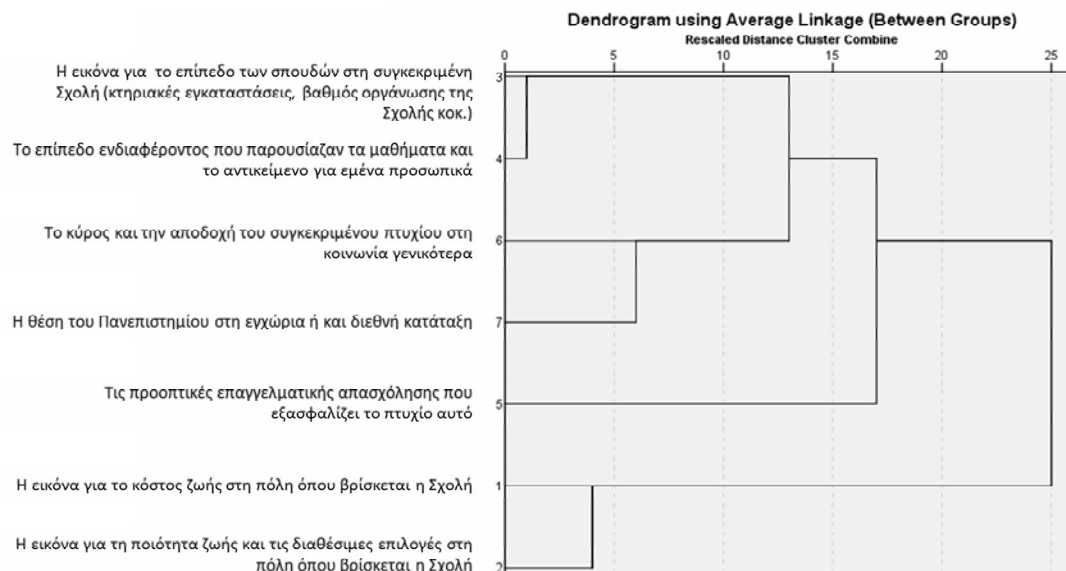 Dendrogram using Average Linkage (Between Groups)
Rescaled Distance Cluster Combine
0 5 10 15 20 25
Η εικόνα για το επίπεδο των σπουδών στη συγκεκριμένη
Σχολή (κτηριακές εγκαταστάσεις, βαθμός οργάνωσης της
Σχολής κοκ.)
3
Το επίπεδο ενδιαφέροντος που παρουσίαζαν τα μαθήματα και
το αντικείμενο για εμένα προσωπικά
4
Το κύρος και την αποδοχή του συγκεκριμένου πτυχίου στη
κοινωνία γενικότερα
6
Η θέση του Πανεπιστημίου στη εγχώρια ή και διεθνή κατάταξη
7
Τις προοπτικές επαγγελματικής απασχόλησης που
εξασφαλίζει το πτυχίο αυτό
5
Η εικόνα για το κόστος ζωής στη πόλη όπου βρίσκεται η Σχολή
1
Η εικόνα για τη ποιότητα ζωής και τις διαθέσιμες επιλογές στη
πόλη όπου βρίσκεται η Σχολή
2